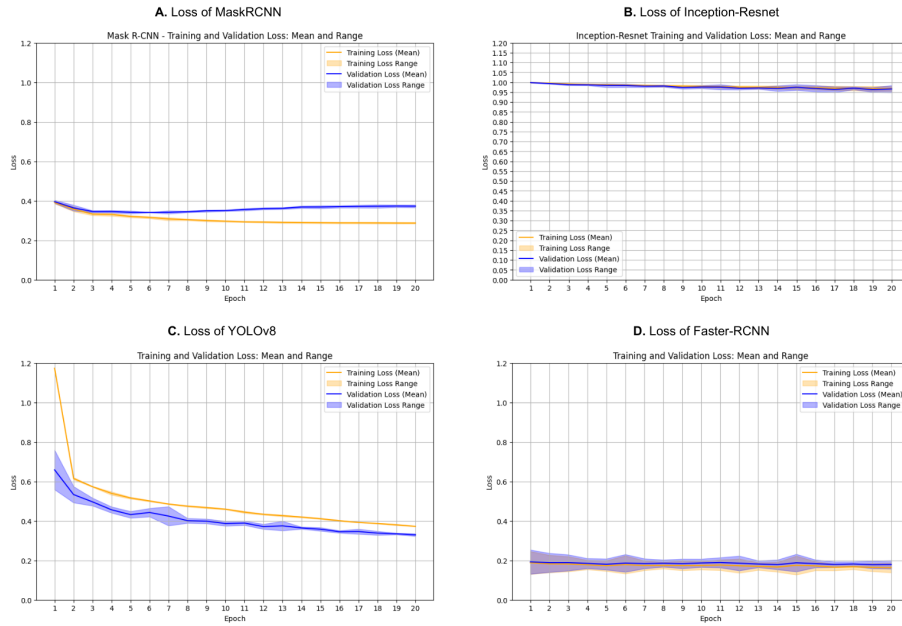 A. Loss of MaskRCNN
Mask R-CNN - Training and Validation Loss: Mean and Range
1.2
1.0
0.8
0.6
0.4
0.2
0.0
Loss
Training Loss (Mean)
Training Loss Range
Validation Loss (Mean)
Validation Loss Range
1 2 3 4 5 6 7 8 9 10 11 12 13 14 15 16 17 18 19 20
Epoch
B. Loss of Inception-Resnet
Inception-Resnet Training and Validation Loss: Mean and Range
1.20
1.15
1.10
1.05
1.00
0.95
0.90
0.85
0.80
0.75
0.70
0.65
0.60
0.55
0.50
0.45
0.40
0.35
0.30
0.25
0.20
0.15
0.10
0.05
0.00
Loss
Training Loss (Mean)
Training Loss Range
Validation Loss (Mean)
Validation Loss Range
1 2 3 4 5 6 7 8 9 10 11 12 13 14 15 16 17 18 19 20
Epoch
C. Loss of YOLOv8
Training and Validation Loss: Mean and Range
1.2
1.0
0.8
0.6
0.4
0.2
0.0
Loss
Training Loss (Mean)
Training Loss Range
Validation Loss (Mean)
Validation Loss Range
1 2 3 4 5 6 7 8 9 10 11 12 13 14 15 16 17 18 19 20
Epoch
D. Loss of Faster-RCNN
Training and Validation Loss: Mean and Range
1.2
1.0
0.8
0.6
0.4
0.2
0.0
Loss
Training Loss (Mean)
Training Loss Range
Validation Loss (Mean)
Validation Loss Range
1 2 3 4 5 6 7 8 9 10 11 12 13 14 15 16 17 18 19 20
Epoch